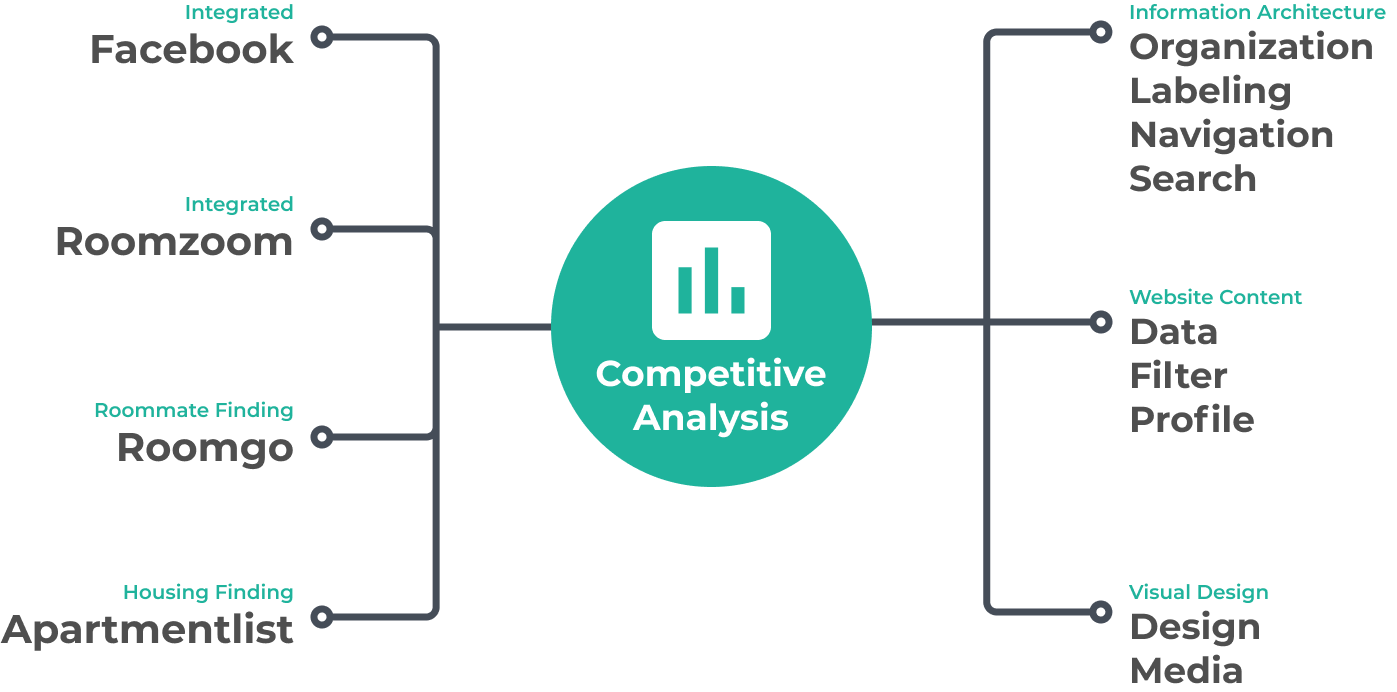 Integrated
Facebook
Integrated
Roomzoom
Roommate Finding
Roomgo
Housing Finding
Apartmentlist
Competitive
Analysis
Information Architecture
Organization
Labeling
Navigation
Search
Website Content
Data
Filter
Profile
Visual Design
Design
Media